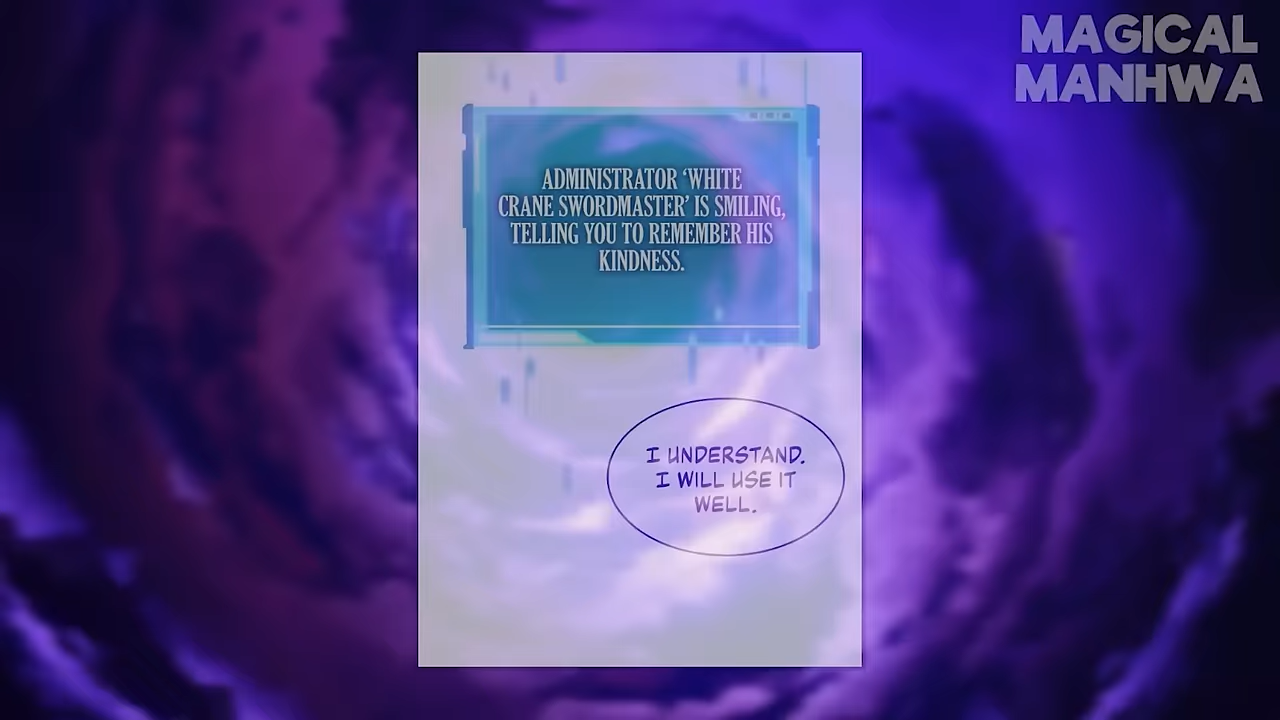 MAGICAL
MANHWA
ADMINISTRATOR ‘WHITE
CRANE SWORDMASTER’ IS SMILING,
TELLING YOU TO REMEMBER HIS
KINDNESS.
I UNDERSTAND.
I WILL USE IT
WELL.